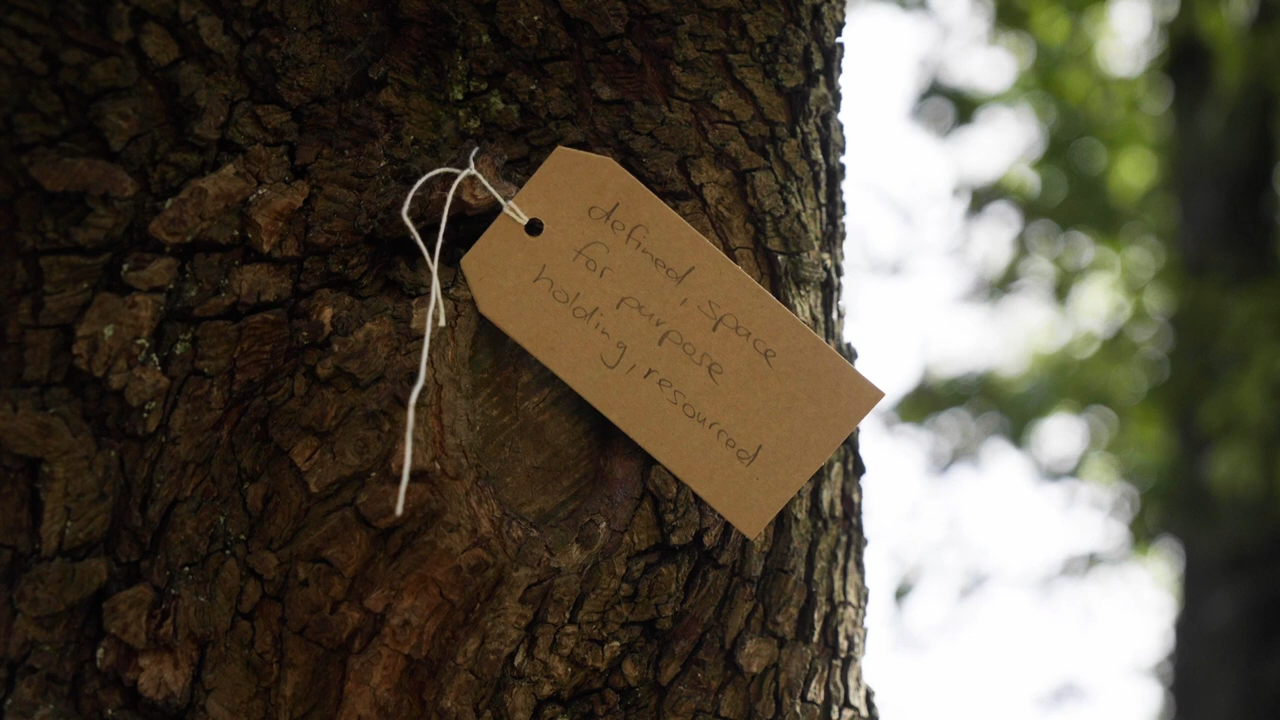 defined, space
for purpose
holding, resourced